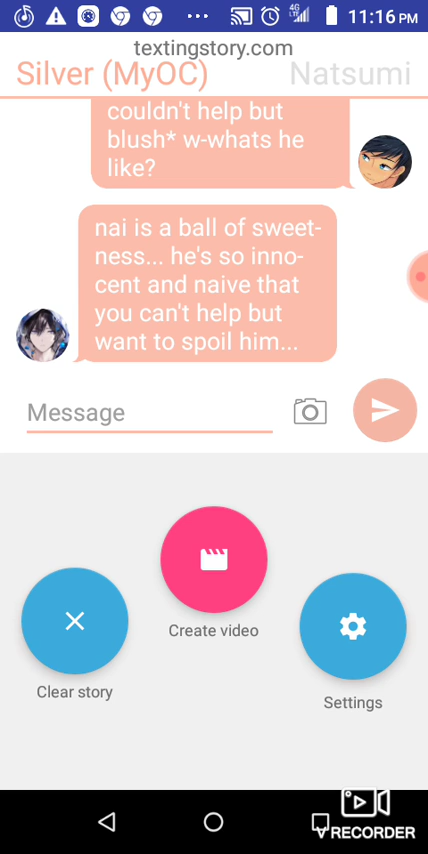 4G
LTE
11:16 PM
textingstory.com
Silver (MyOC) Natsumi
couldn't help but
blush* w-whats he
like?
nai is a ball of sweet-
ness... he's so inno-
cent and naive that
you can't help but
want to spoil him...
Message
Create video
Clear story
Settings
V RECORDER